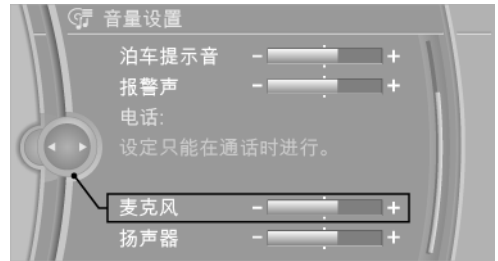 音量设置
泊车提示音 - +
报警声 - +
电话:
设定只能在通话时进行。
麦克风 - +
扬声器 - +